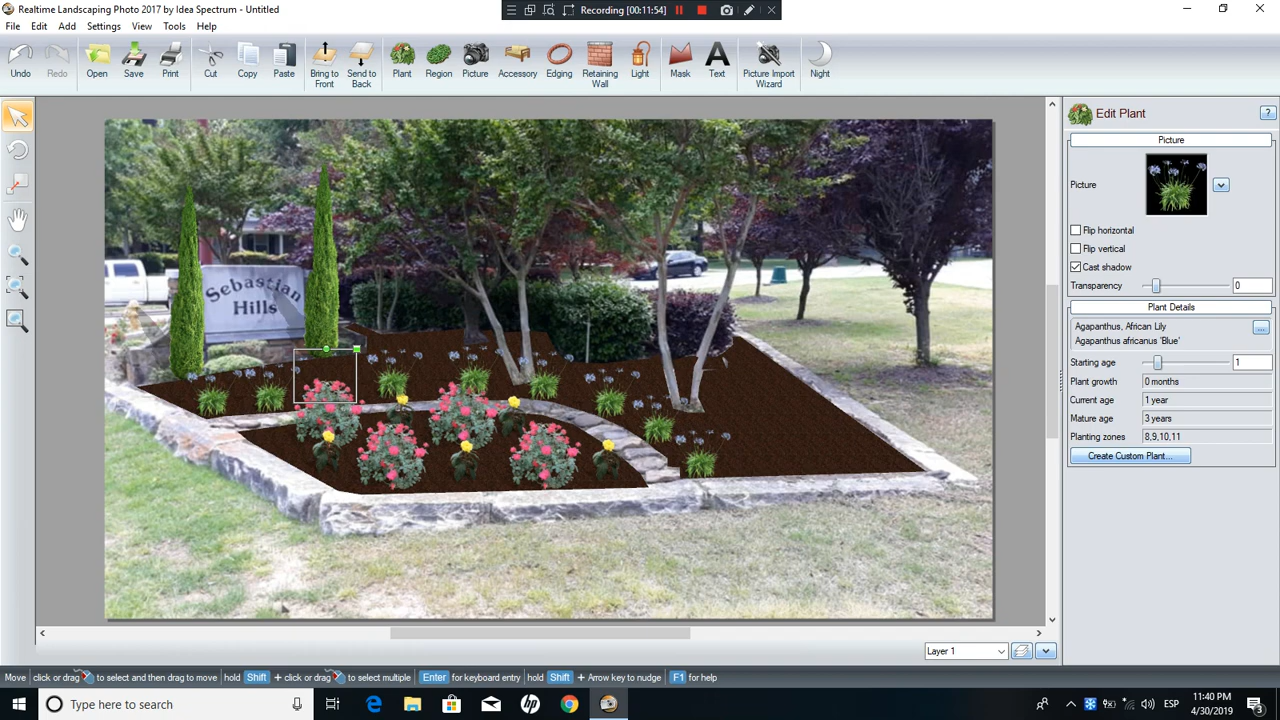 Realtime Landscaping Photo 2017 by Idea Spectrum - Untitled
Recording [00:11:54]
File Edit Add Settings View Tools Help
Undo Redo Open Save Print Cut Copy Paste Bring to Front Send to Back Plant Region Picture Accessory Edging Retaining Wall Light Mask Text Picture Import Wizard Night
Edit Plant
?
Picture
Picture
Flip horizontal
Flip vertical
Cast shadow
Transparency 0
Plant Details
Agapanthus, African Lily
Agapanthus africanus 'Blue'
...
Starting age 1
Plant growth 0 months
Current age 1 year
Mature age 3 years
Planting zones 8,9,10,11
Create Custom Plant...
Sebastian
Hills
Layer 1
Move click or drag to select and then drag to move hold Shift + click or drag to select multiple Enter for keyboard entry hold Shift + Arrow key to nudge F1 for help
Type here to search
hp
ESP
11:40 PM
4/30/2019
3